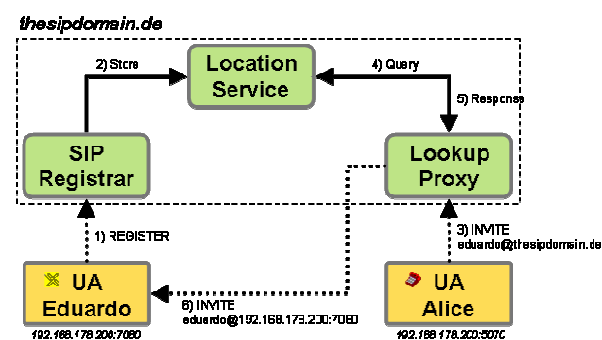 thesipdomain.de
Location
Service
2) Store
4) Query
5) Response
SIP
Registrar
Lookup
Proxy
1) REGISTER
3) INVITE
eduardo@thesipdomain.de
UA
Eduardo
6) INVITE
eduardo@192.168.178.200:7060
UA
Alice
192.168.178.200:7060
192.168.178.200:5070